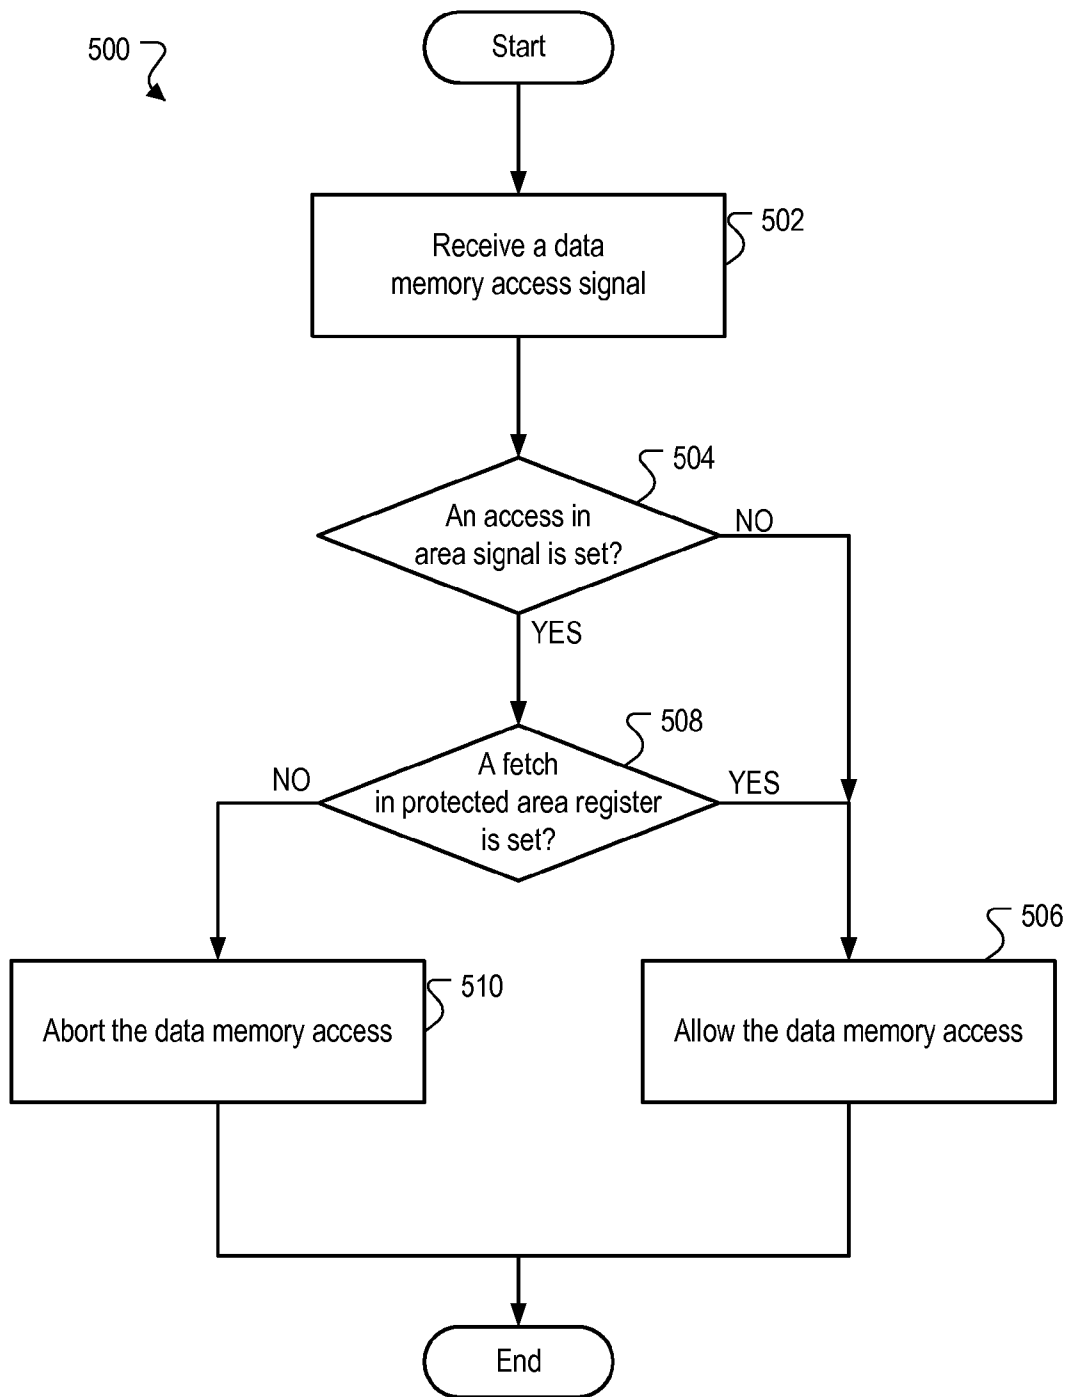 500
Start
502
Receive a data
memory access signal
504
An access in
area signal is set?
NO
YES
508
A fetch
in protected area register
is set?
NO
YES
506
510
Abort the data memory access
Allow the data memory access
End